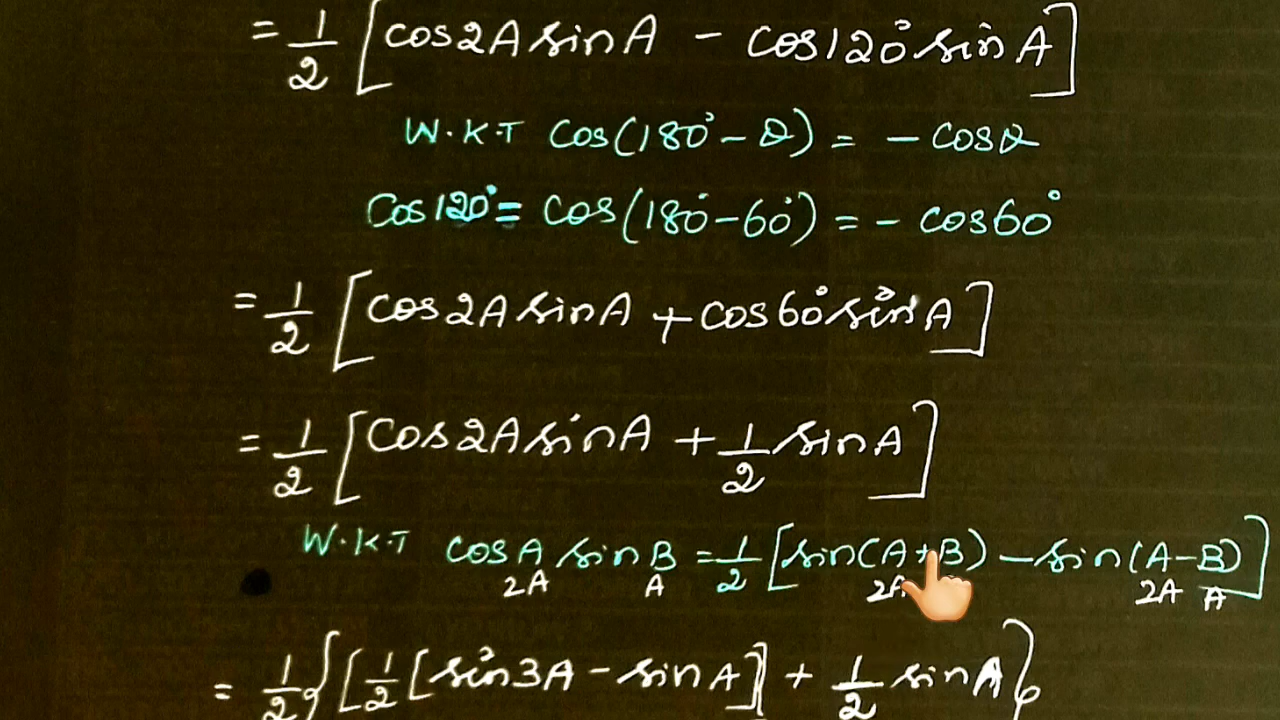 = 1/2 [cos2A sinA - cos120° sinA]
W.K.T cos(180° - θ) = - cosθ
Cos120° = cos(180° - 60°) = - cos60°
= 1/2 [cos2A sinA + cos60° sinA]
= 1/2 [cos2A sinA + 1/2 sinA]
W.K.T cosA sinB = 1/2 [sin(A+B) - sin(A-B)]
2A A 2A 2A A
= 1/2 {[1/2 [sin3A - sinA]] + 1/2 sinA}